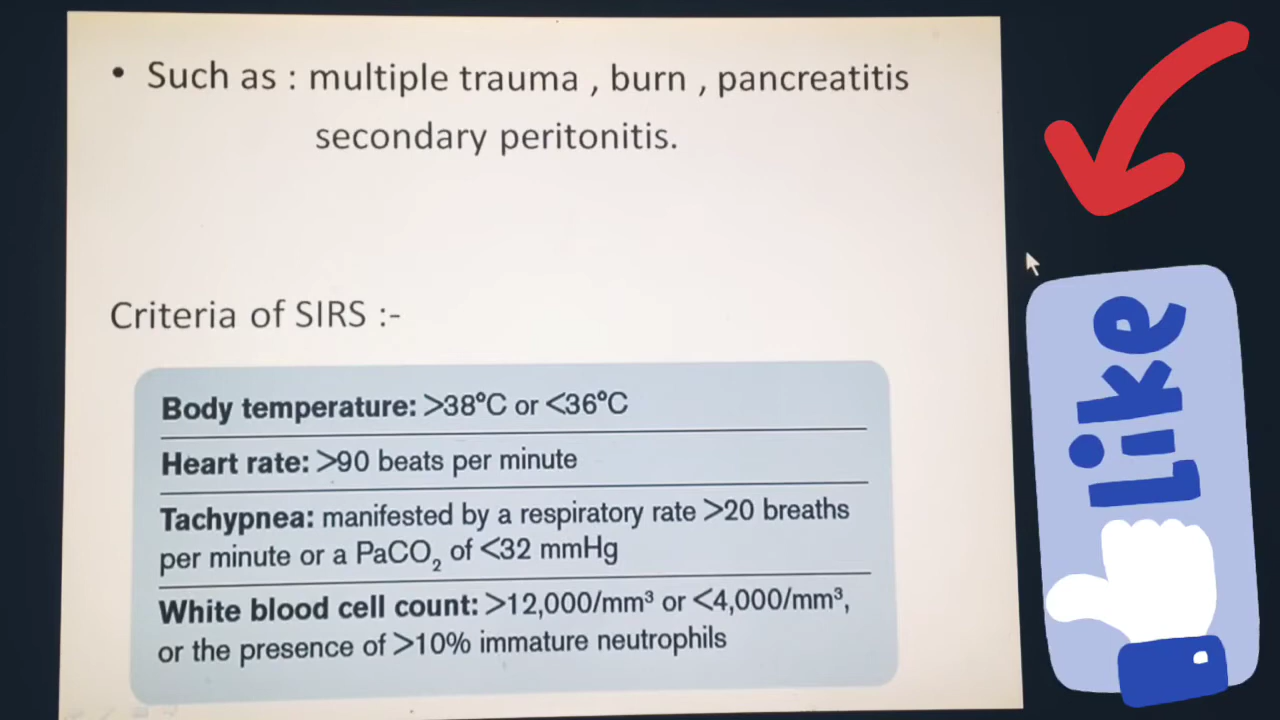 • Such as : multiple trauma , burn , pancreatitis
secondary peritonitis.
Criteria of SIRS :-
Body temperature: >38°C or <36°C
Heart rate: >90 beats per minute
Tachypnea: manifested by a respiratory rate >20 breaths
per minute or a PaCO₂ of <32 mmHg
White blood cell count: >12,000/mm³ or <4,000/mm³,
or the presence of >10% immature neutrophils
Like